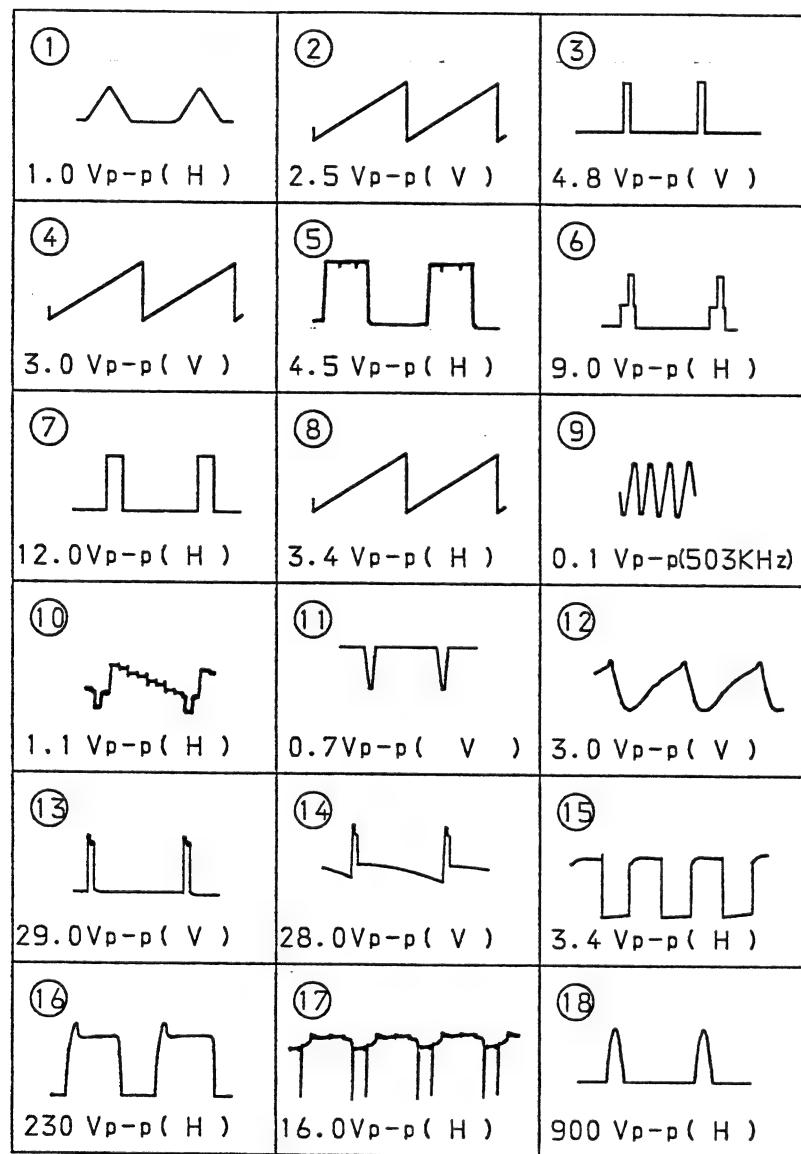 ① ② ③
1.0 Vp-p( H ) 2.5 Vp-p( V ) 4.8 Vp-p( V )
④ ⑤ ⑥
3.0 Vp-p( V ) 4.5 Vp-p( H ) 9.0 Vp-p( H )
⑦ ⑧ ⑨
12.0Vp-p( H ) 3.4 Vp-p( H ) 0.1 Vp-p(503KHz)
⑩ ⑪ ⑫
1.1 Vp-p( H ) 0.7Vp-p( V ) 3.0 Vp-p( V )
⑬ ⑭ ⑮
29.0Vp-p( V ) 28.0Vp-p( V ) 3.4 Vp-p( H )
⑯ ⑰ ⑱
230 Vp-p( H ) 16.0Vp-p( H ) 900 Vp-p( H )